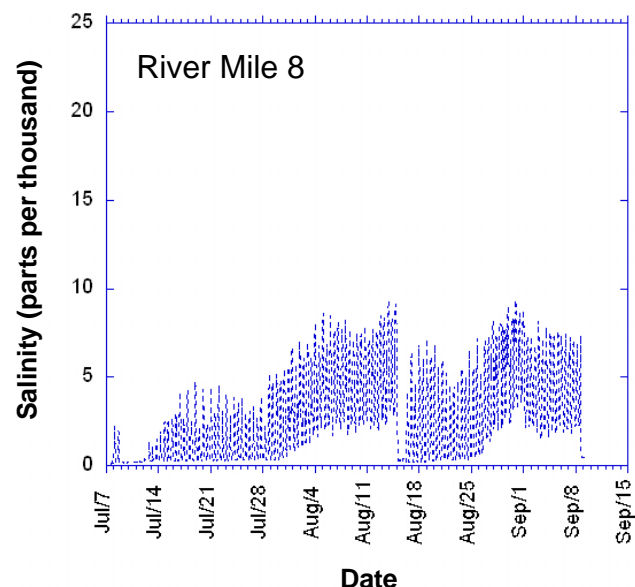 River Mile 8
Salinity (parts per thousand)
25
20
15
10
5
0
Jul/7
Jul/14
Jul/21
Jul/28
Aug/4
Aug/11
Aug/18
Aug/25
Sep/1
Sep/8
Sep/15
Date